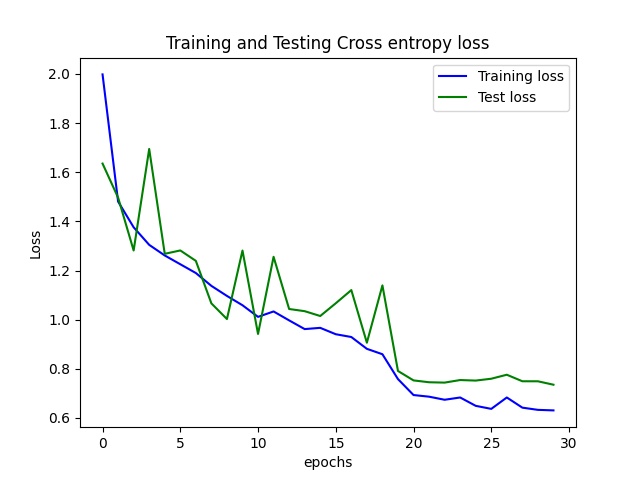 Training and Testing Cross entropy loss
Training loss
Test loss
2.0
1.8
1.6
1.4
1.2
1.0
0.8
0.6
Loss
0 5 10 15 20 25 30
epochs